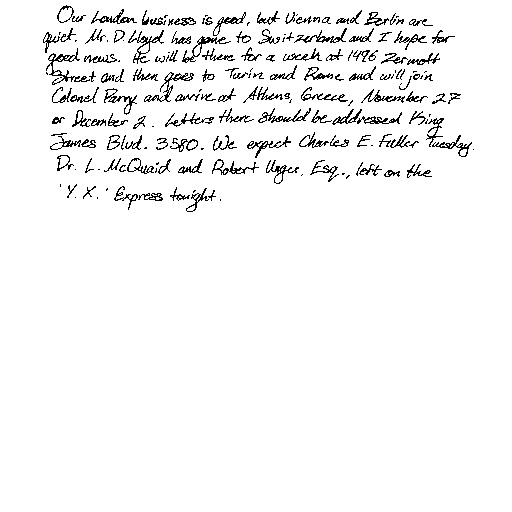 Our London business is good, but Vienna and Berlin are
quiet. Mr. D. Lloyd has gone to Switzerland and I hope for
good news. He will be there for a week at 1496 Zermott
Street and then goes to Turin and Rome and will join
Colonel Parry and arrive at Athens, Greece, November 27
or December 2. Letters there should be addressed King
James Blvd. 3580. We expect Charles E. Fuller Tuesday.
Dr. L. McQuaid and Robert Unger, Esq., left on the
'Y. X.' Express tonight.